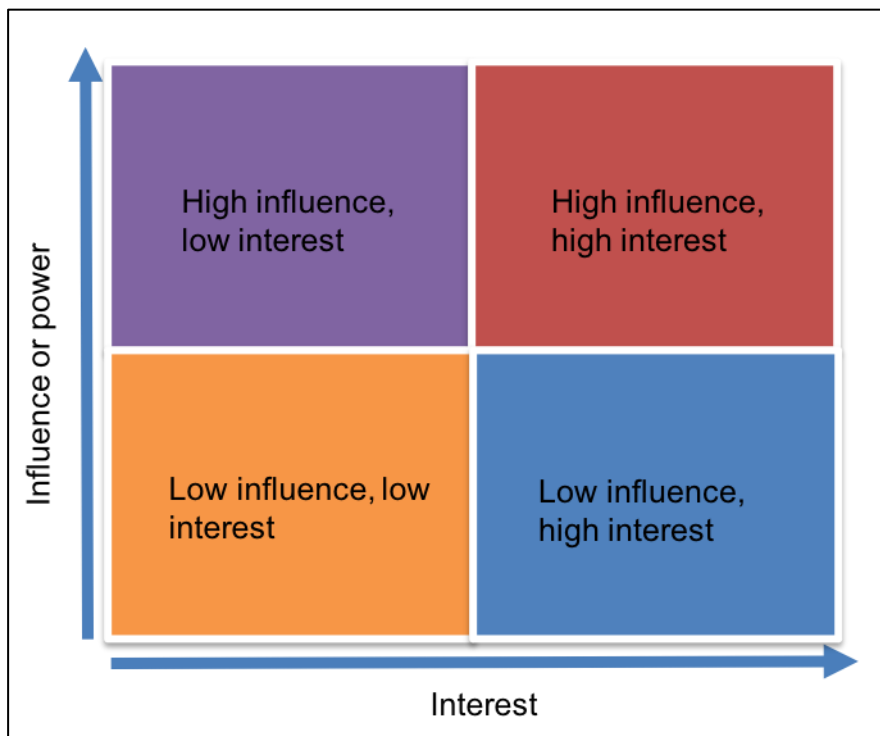 High influence,
low interest
High influence,
high interest
Influence or power
Low influence, low
interest
Low influence,
high interest
Interest